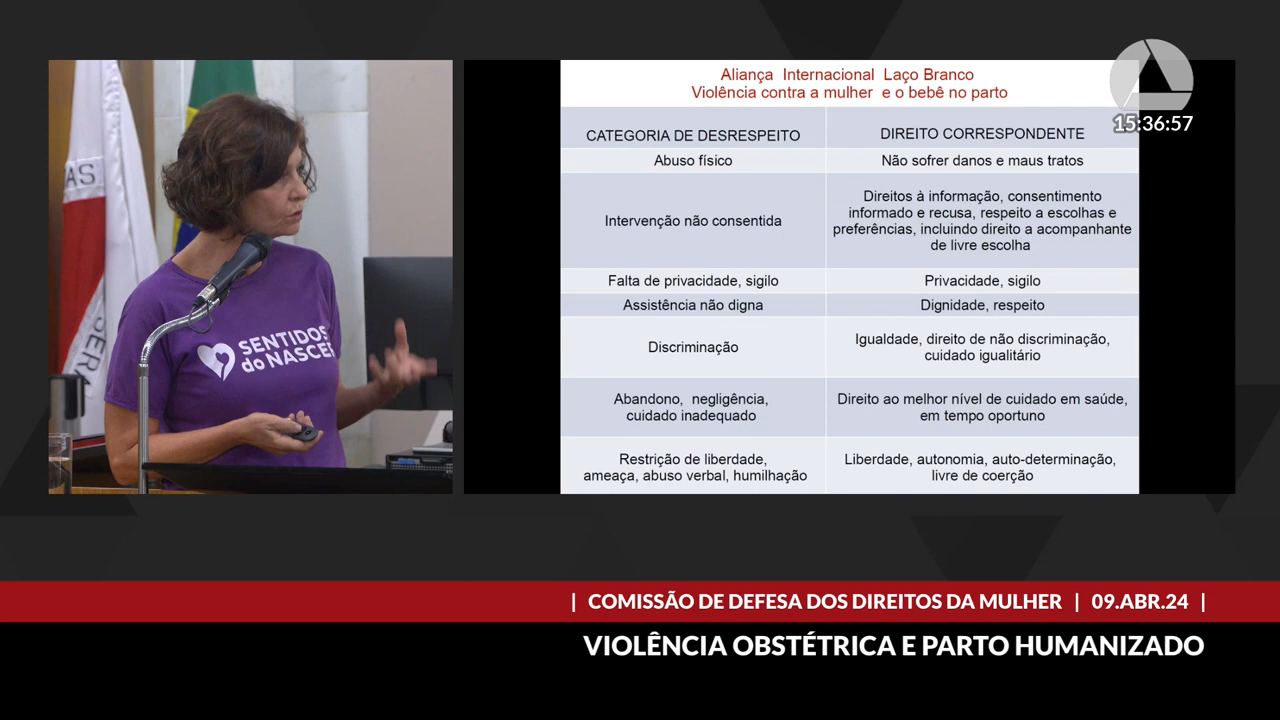 Aliança Internacional Laço Branco
Violência contra a mulher e o bebê no parto
15:36:57
CATEGORIA DE DESRESPEITO
DIREITO CORRESPONDENTE
Abuso físico
Não sofrer danos e maus tratos
Intervenção não consentida
Direitos à informação, consentimento
informado e recusa, respeito a escolhas e
preferências, incluindo direito a acompanhante
de livre escolha
Falta de privacidade, sigilo
Privacidade, sigilo
Assistência não digna
Dignidade, respeito
Discriminação
Igualdade, direito de não discriminação,
cuidado igualitário
Abandono, negligência,
cuidado inadequado
Direito ao melhor nível de cuidado em saúde,
em tempo oportuno
Restrição de liberdade,
ameaça, abuso verbal, humilhação
Liberdade, autonomia, auto-determinação,
livre de coerção
SENTIDOS
do NASCER
| COMISSÃO DE DEFESA DOS DIREITOS DA MULHER | 09.ABR.24 |
VIOLÊNCIA OBSTÉTRICA E PARTO HUMANIZADO